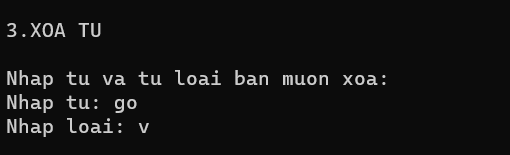 3.XOA TU
Nhap tu va tu loai ban muon xoa:
Nhap tu: go
Nhap loai: v